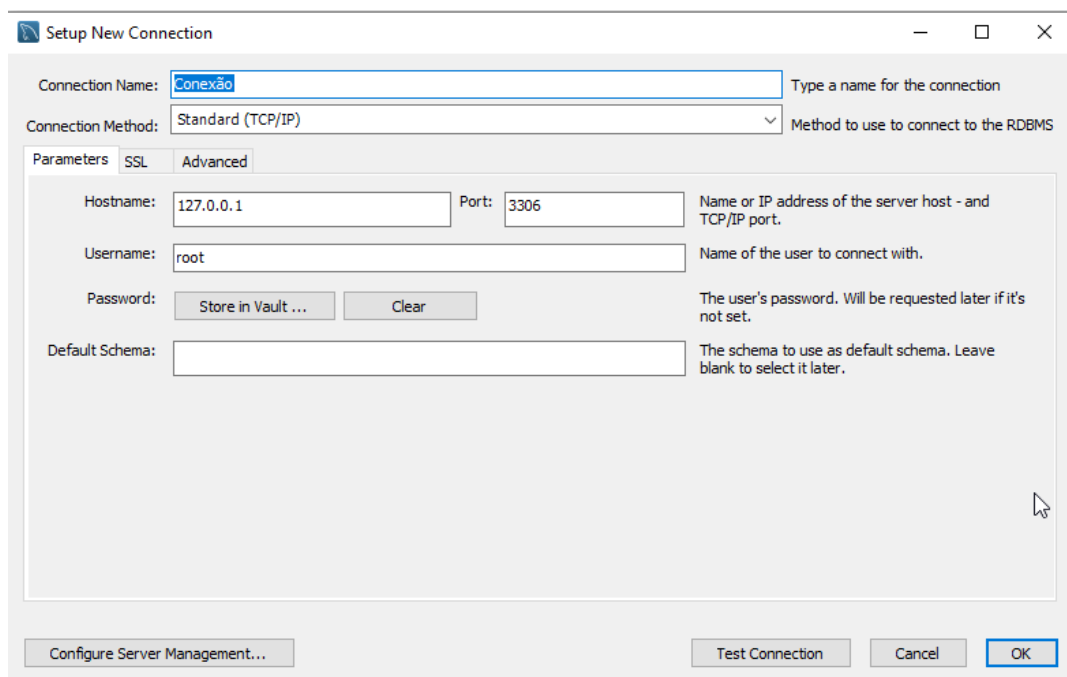 Setup New Connection
Connection Name: Conexão Type a name for the connection
Connection Method: Standard (TCP/IP) Method to use to connect to the RDBMS
Parameters SSL Advanced
Hostname: 127.0.0.1 Port: 3306 Name or IP address of the server host - and
TCP/IP port.
Username: root Name of the user to connect with.
Password: Store in Vault ... Clear The user's password. Will be requested later if it's
not set.
Default Schema: The schema to use as default schema. Leave
blank to select it later.
Configure Server Management... Test Connection Cancel OK